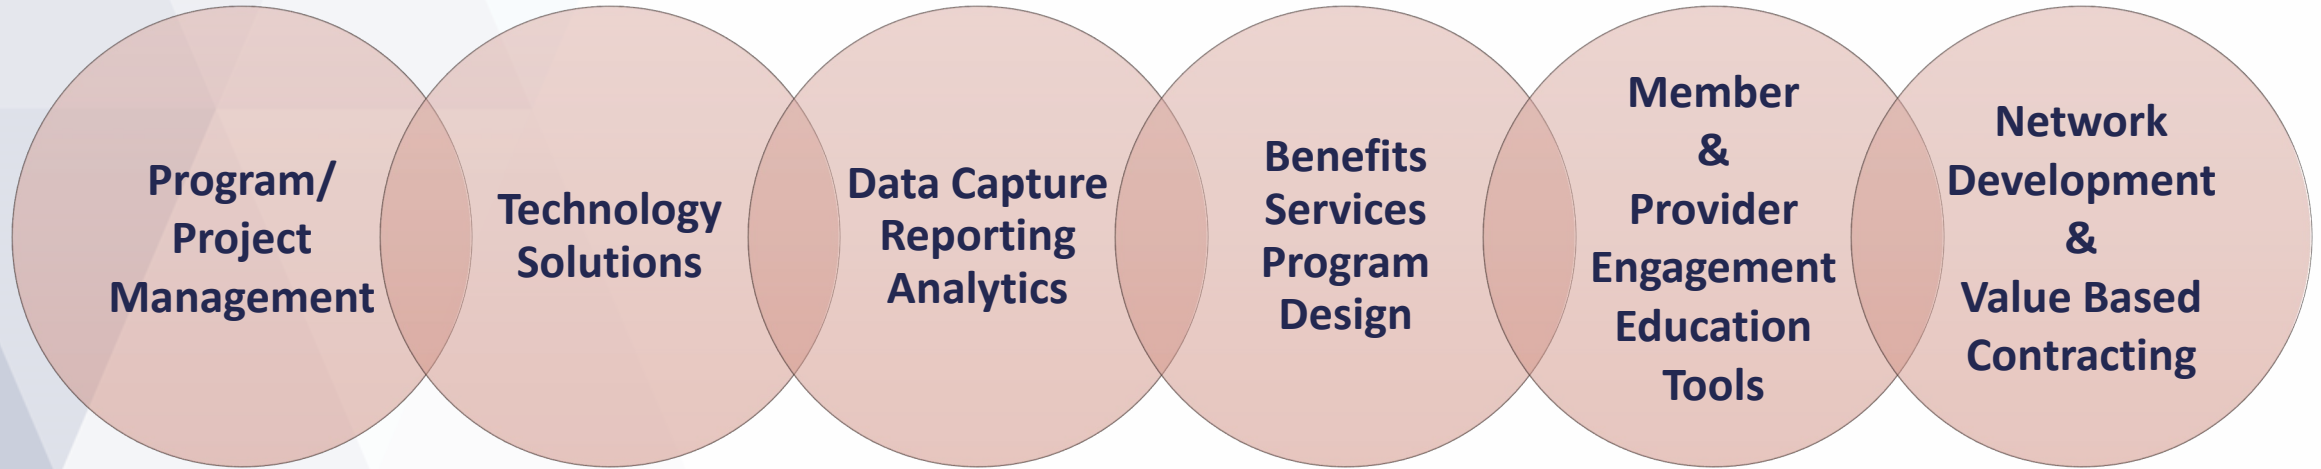 Program/
Project
Management
Technology
Solutions
Data Capture
Reporting
Analytics
Benefits
Services
Program
Design
Member
&
Provider
Engagement
Education
Tools
Network
Development
&
Value Based
Contracting